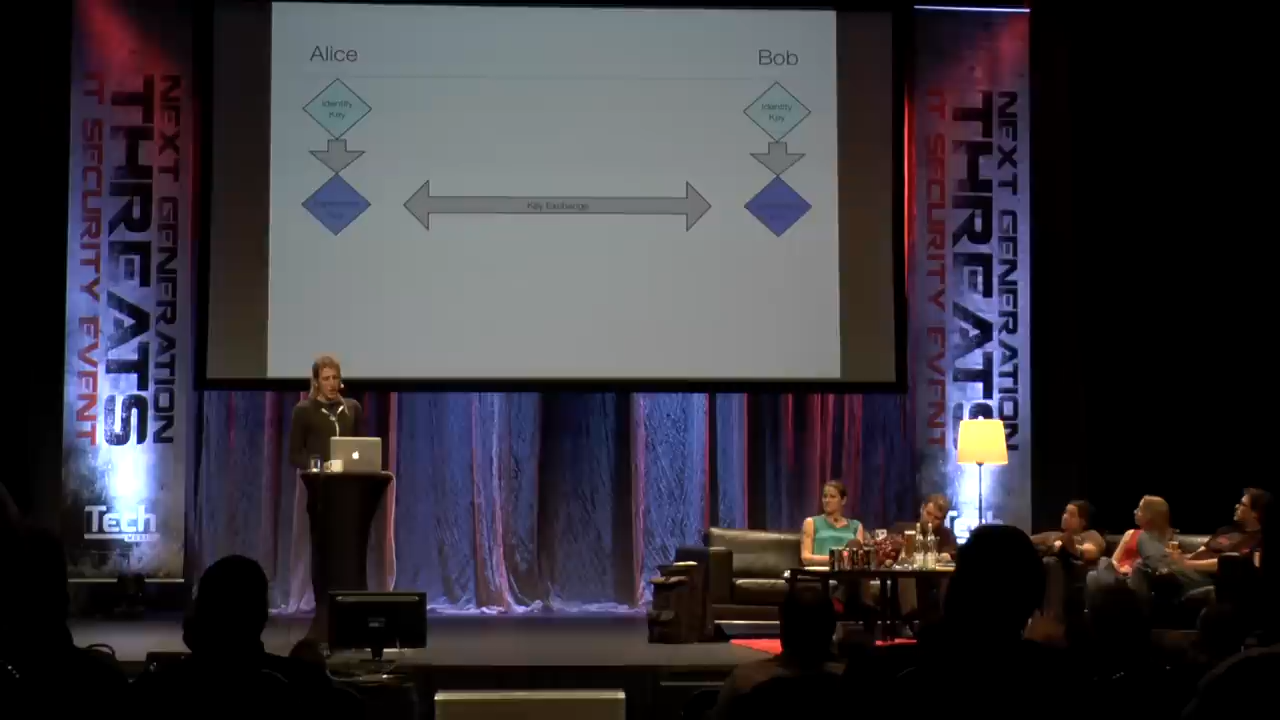 Alice
Bob
Identity
Key
Identity
Key
Key Exchange
NEXT GENERATION
THREATS
IT SECURITY EVENT
Tech
NEXT GENERATION
THREATS
IT SECURITY EVENT
Tech